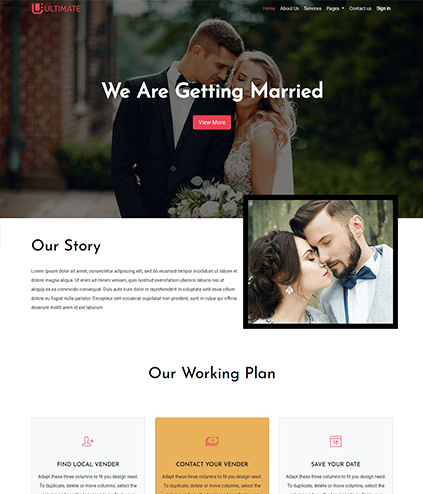 ULTIMATE
Home About Us Services Pages Contact us Sign in
We Are Getting Married
View More
Our Story
Lorem ipsum dolor sit amet, consectetur adipiscing elit, sed do eiusmod tempor incididunt ut labore et
dolore magna aliqua. Ut enim ad minim veniam, quis nostrud exercitation ullamco laboris nisi ut
aliquip ex ea commodo consequat. Duis aute irure dolor in reprehenderit in voluptate velit esse cillum
dolore eu fugiat nulla pariatur. Excepteur sint occaecat cupidatat non proident, sunt in culpa qui officia
deserunt mollit anim id est laborum
Our Working Plan
FIND LOCAL VENDER
Adapt these three columns to fit you design need.
To duplicate, delete or move columns, select the
CONTACT YOUR VENDER
Adapt these three columns to fit you design need.
To duplicate, delete or move columns, select the
15
SAVE YOUR DATE
Adapt these three columns to fit you design need.
To duplicate, delete or move columns, select the